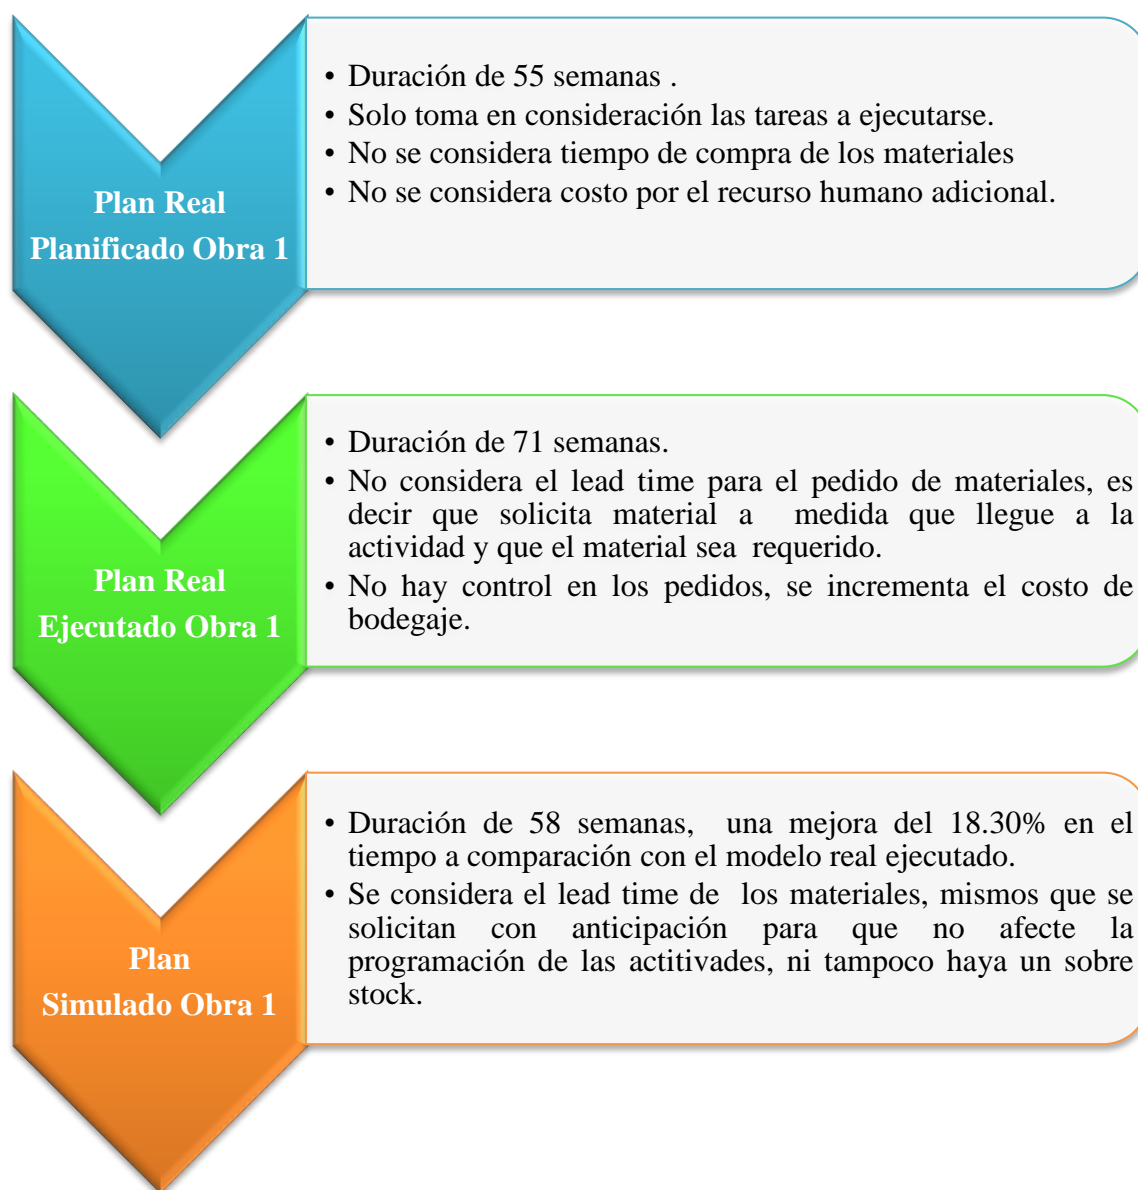 Plan Real
Planificado Obra 1
• Duración de 55 semanas .
• Solo toma en consideración las tareas a ejecutarse.
• No se considera tiempo de compra de los materiales
• No se considera costo por el recurso humano adicional.
Plan Real
Ejecutado Obra 1
• Duración de 71 semanas.
• No considera el lead time para el pedido de materiales, es
decir que solicita material a medida que llegue a la
actividad y que el material sea requerido.
• No hay control en los pedidos, se incrementa el costo de
bodegaje.
Plan
Simulado Obra 1
• Duración de 58 semanas, una mejora del 18.30% en el
tiempo a comparación con el modelo real ejecutado.
• Se considera el lead time de los materiales, mismos que se
solicitan con anticipación para que no afecte la
programación de las actitivades, ni tampoco haya un sobre
stock.